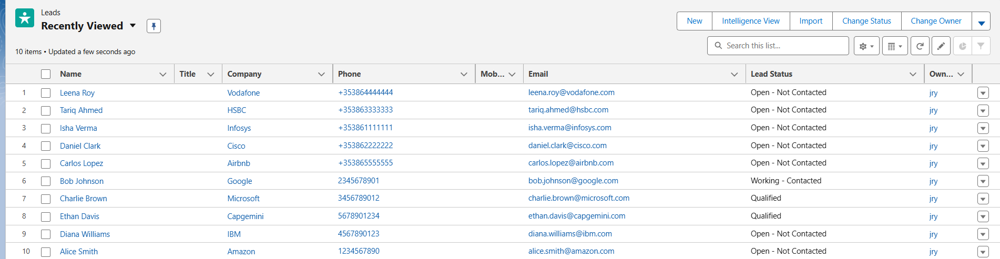 Leads
Recently Viewed
New Intelligence View Import Change Status Change Owner
10 items • Updated a few seconds ago
Search this list...
Name Title Company Phone Mob... Email Lead Status Own...
1 Leena Roy Vodafone +353864444444 leena.roy@vodafone.com Open - Not Contacted jry
2 Tariq Ahmed HSBC +353863333333 tariq.ahmed@hsbc.com Open - Not Contacted jry
3 Isha Verma Infosys +353861111111 isha.verma@infosys.com Open - Not Contacted jry
4 Daniel Clark Cisco +353862222222 daniel.clark@cisco.com Open - Not Contacted jry
5 Carlos Lopez Airbnb +353865555555 carlos.lopez@airbnb.com Open - Not Contacted jry
6 Bob Johnson Google 2345678901 bob.johnson@google.com Working - Contacted jry
7 Charlie Brown Microsoft 3456789012 charlie.brown@microsoft.com Qualified jry
8 Ethan Davis Capgemini 5678901234 ethan.davis@capgemini.com Qualified jry
9 Diana Williams IBM 4567890123 diana.williams@ibm.com Open - Not Contacted jry
10 Alice Smith Amazon 1234567890 alice.smith@amazon.com Open - Not Contacted jry